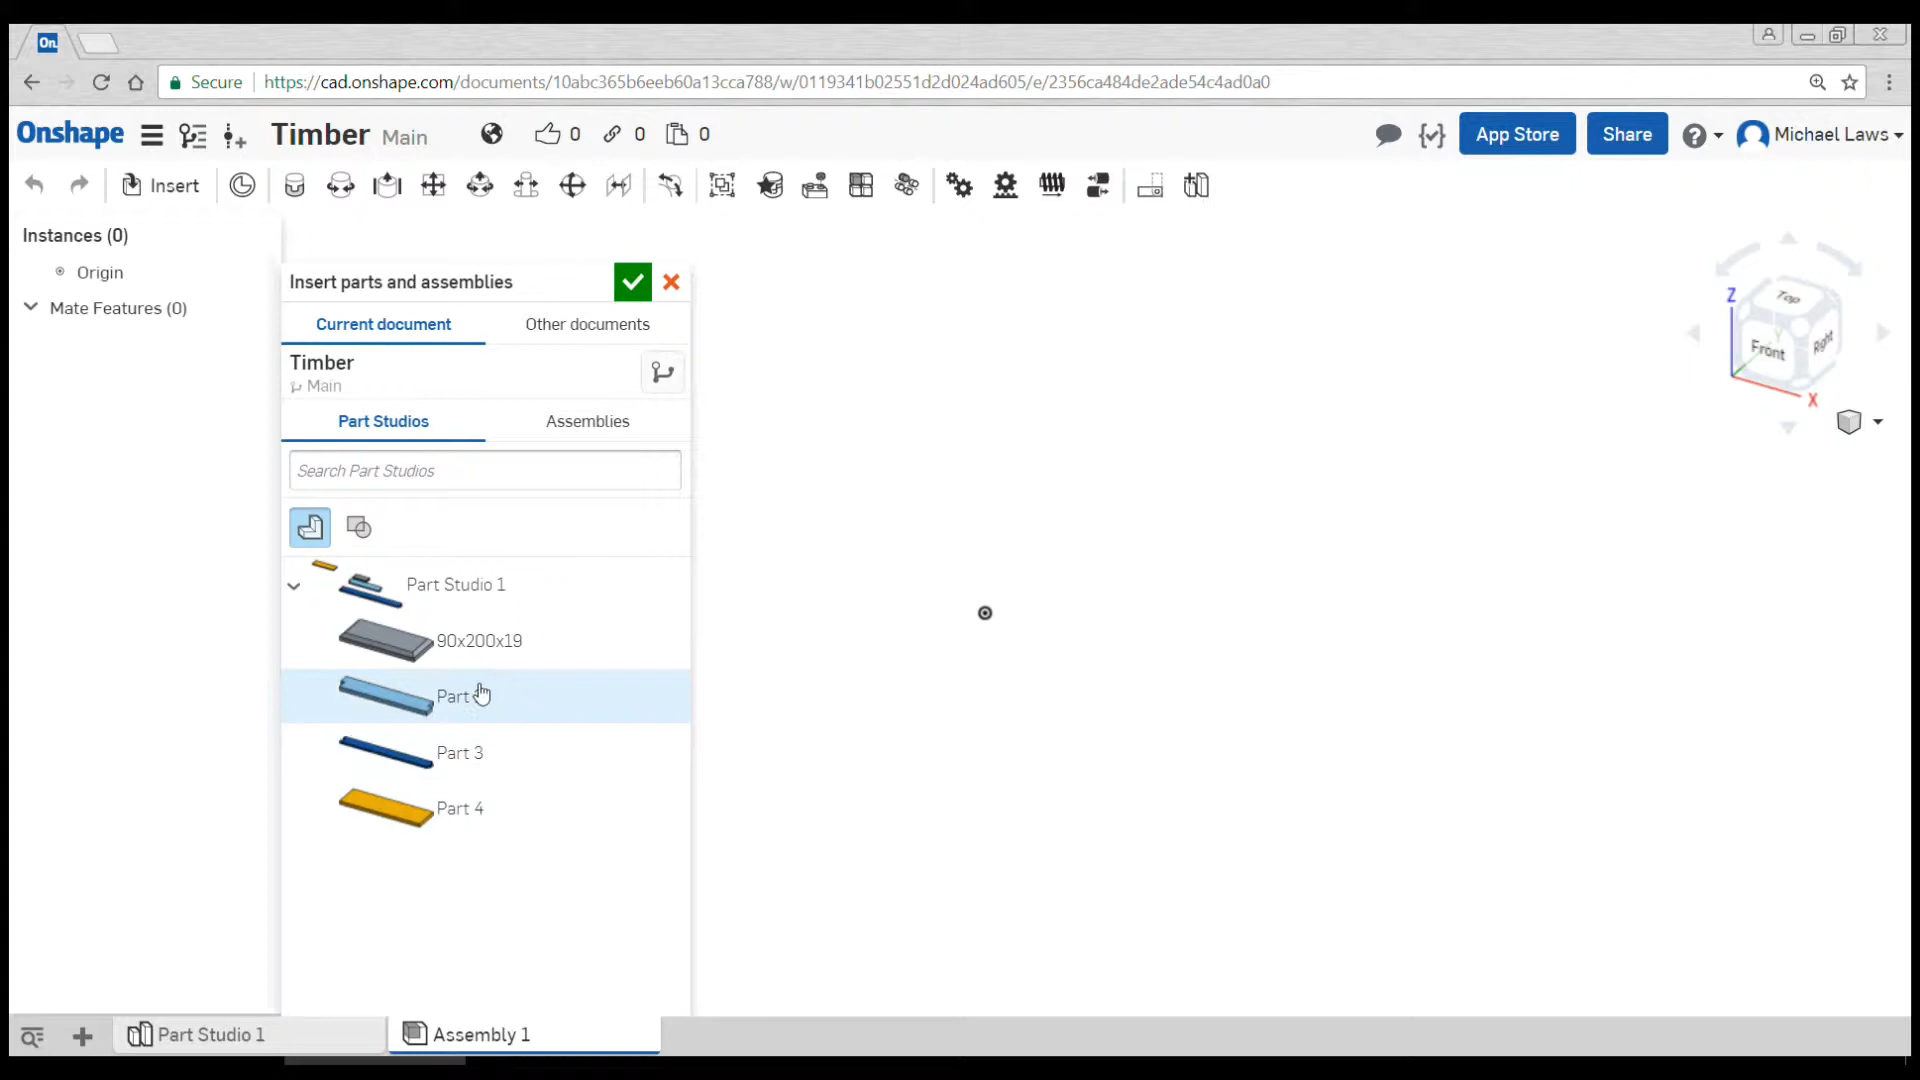 On
Secure https://cad.onshape.com/documents/10abc365b6eeb60a13cca788/w/0119341b02551d2d024ad605/e/2356ca484de2ade54c4ad0a0
Onshape Timber Main 0 0 0 App Store Share Michael Laws
Insert
Instances (0)
Origin
Mate Features (0)
Insert parts and assemblies
Current document Other documents
Timber
Main
Part Studios Assemblies
Search Part Studios
Part Studio 1
90x200x19
Part
Part 3
Part 4
Top
Z
Front
Right
Y
X
Part Studio 1 Assembly 1